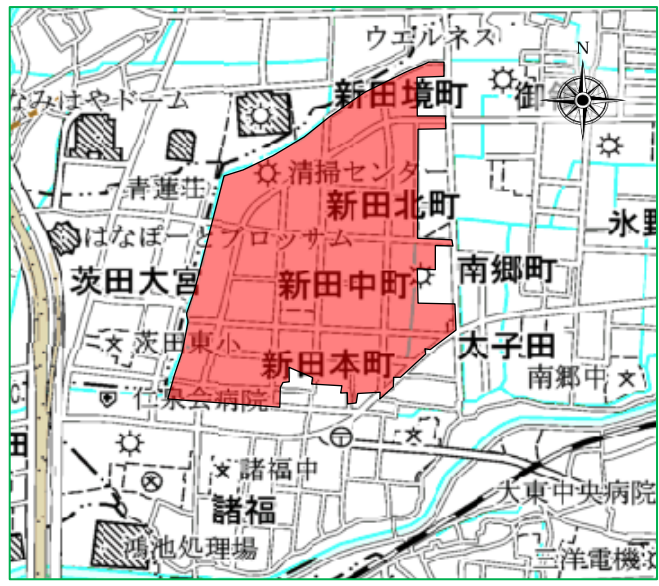 ウエルネス
N
新田境町
御
なみはやドーム
清掃センター
青蓮荘
新田北町
氷野
はなぽーとブロッサム
茨田大宮
新田中町
南郷町
茨田東小
太子田
新田本町
南郷中
仁泉会病院
田
諸福中
大東中央病院
諸福
鴻池処理場
三洋電機